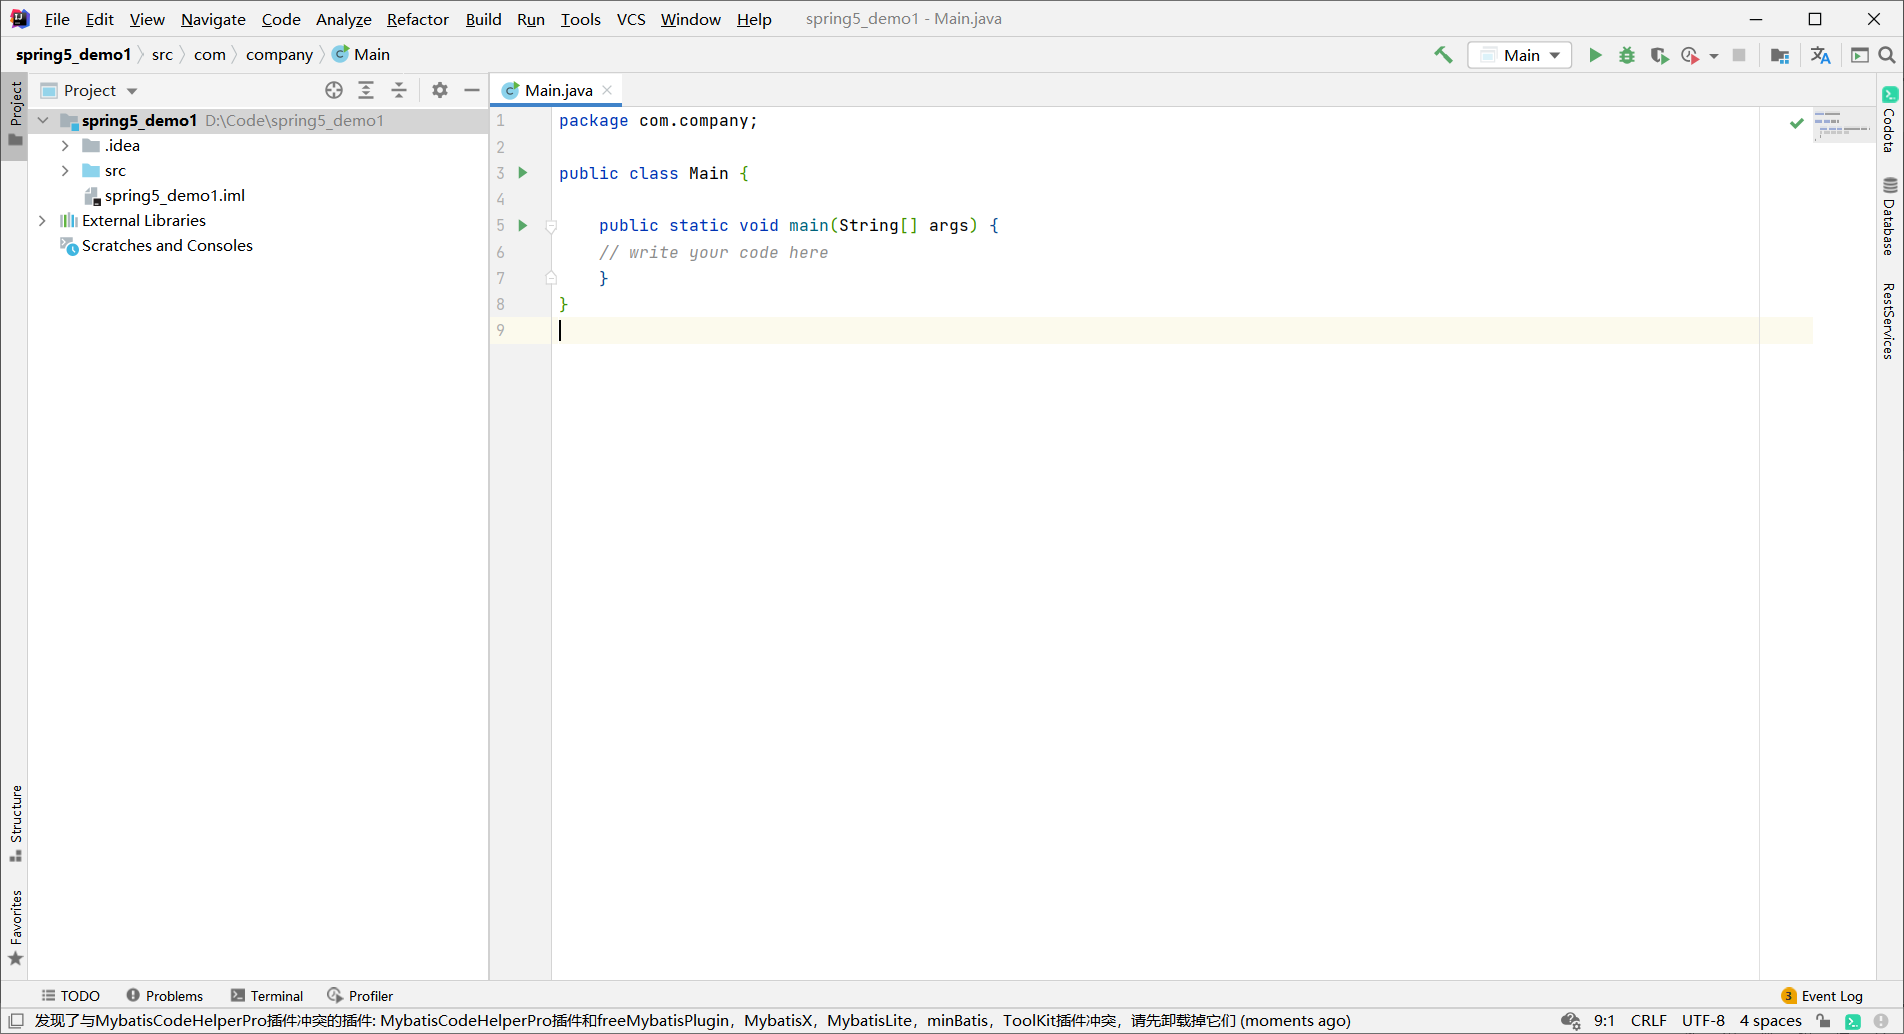 File Edit View Navigate Code Analyze Refactor Build Run Tools VCS Window Help spring5_demo1 - Main.java
spring5_demo1 src com company Main
Main
Project
Main.java
spring5_demo1 D:\Code\spring5_demo1
.idea
src
spring5_demo1.iml
External Libraries
Scratches and Consoles
1 package com.company;
2
3 public class Main {
4
5 public static void main(String[] args) {
6 // write your code here
7 }
8 }
9
Project
Structure
Favorites
Codota
Database
RestServices
TODO Problems Terminal Profiler
3 Event Log
发现了与MybatisCodeHelperPro插件冲突的插件: MybatisCodeHelperPro插件和freeMybatisPlugin，MybatisX，MybatisLite，minBatis，ToolKit插件冲突，请先卸载掉它们 (moments ago)
9:1 CRLF UTF-8 4 spaces